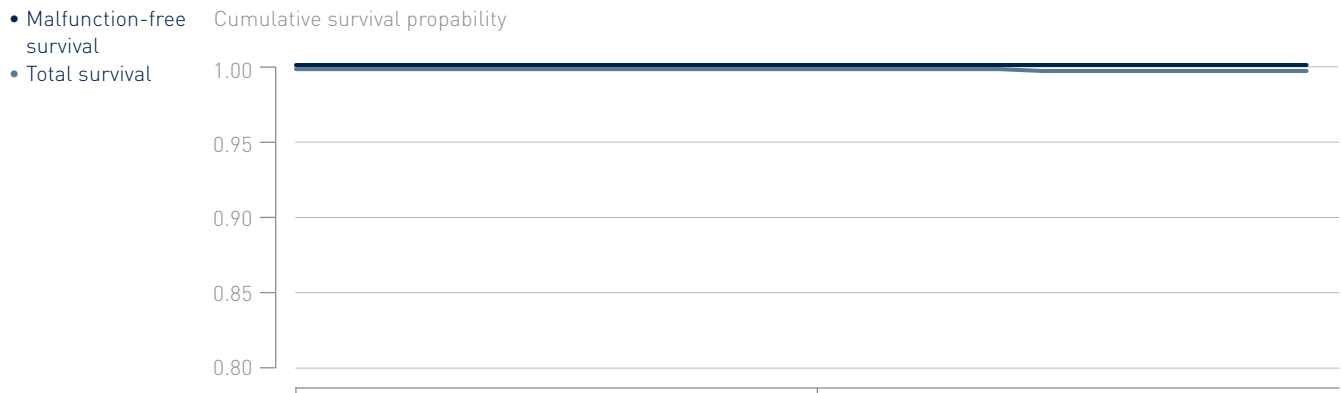 • Malfunction-free
survival
• Total survival
Cumulative survival propability
1.00
0.95
0.90
0.85
0.80